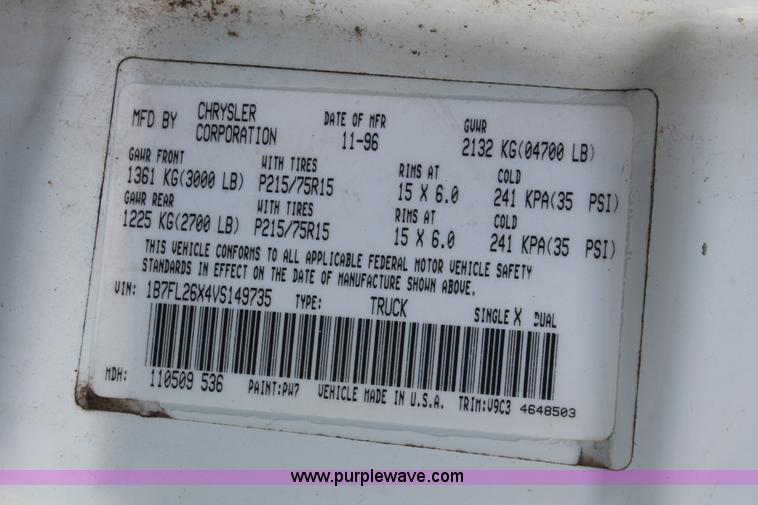 MFD BY CHRYSLER CORPORATION DATE OF MFR 11-96 GVWR 2132 KG(04700 LB)
GAWR FRONT WITH TIRES RIMS AT COLD
1361 KG(3000 LB) P215/75R15 15 X 6.0 241 KPA(35 PSI)
GAWR REAR WITH TIRES RIMS AT COLD
1225 KG(2700 LB) P215/75R15 15 X 6.0 241 KPA(35 PSI)
THIS VEHICLE CONFORMS TO ALL APPLICABLE FEDERAL MOTOR VEHICLE SAFETY
STANDARDS IN EFFECT ON THE DATE OF MANUFACTURE SHOWN ABOVE.
VIN: 1B7FL26X4VS149735 TYPE: TRUCK SINGLE X DUAL
MDH: 110509 536 PAINT:PW7 VEHICLE MADE IN U.S.A. TRIM:V9C3 4648503
www.purplewave.com